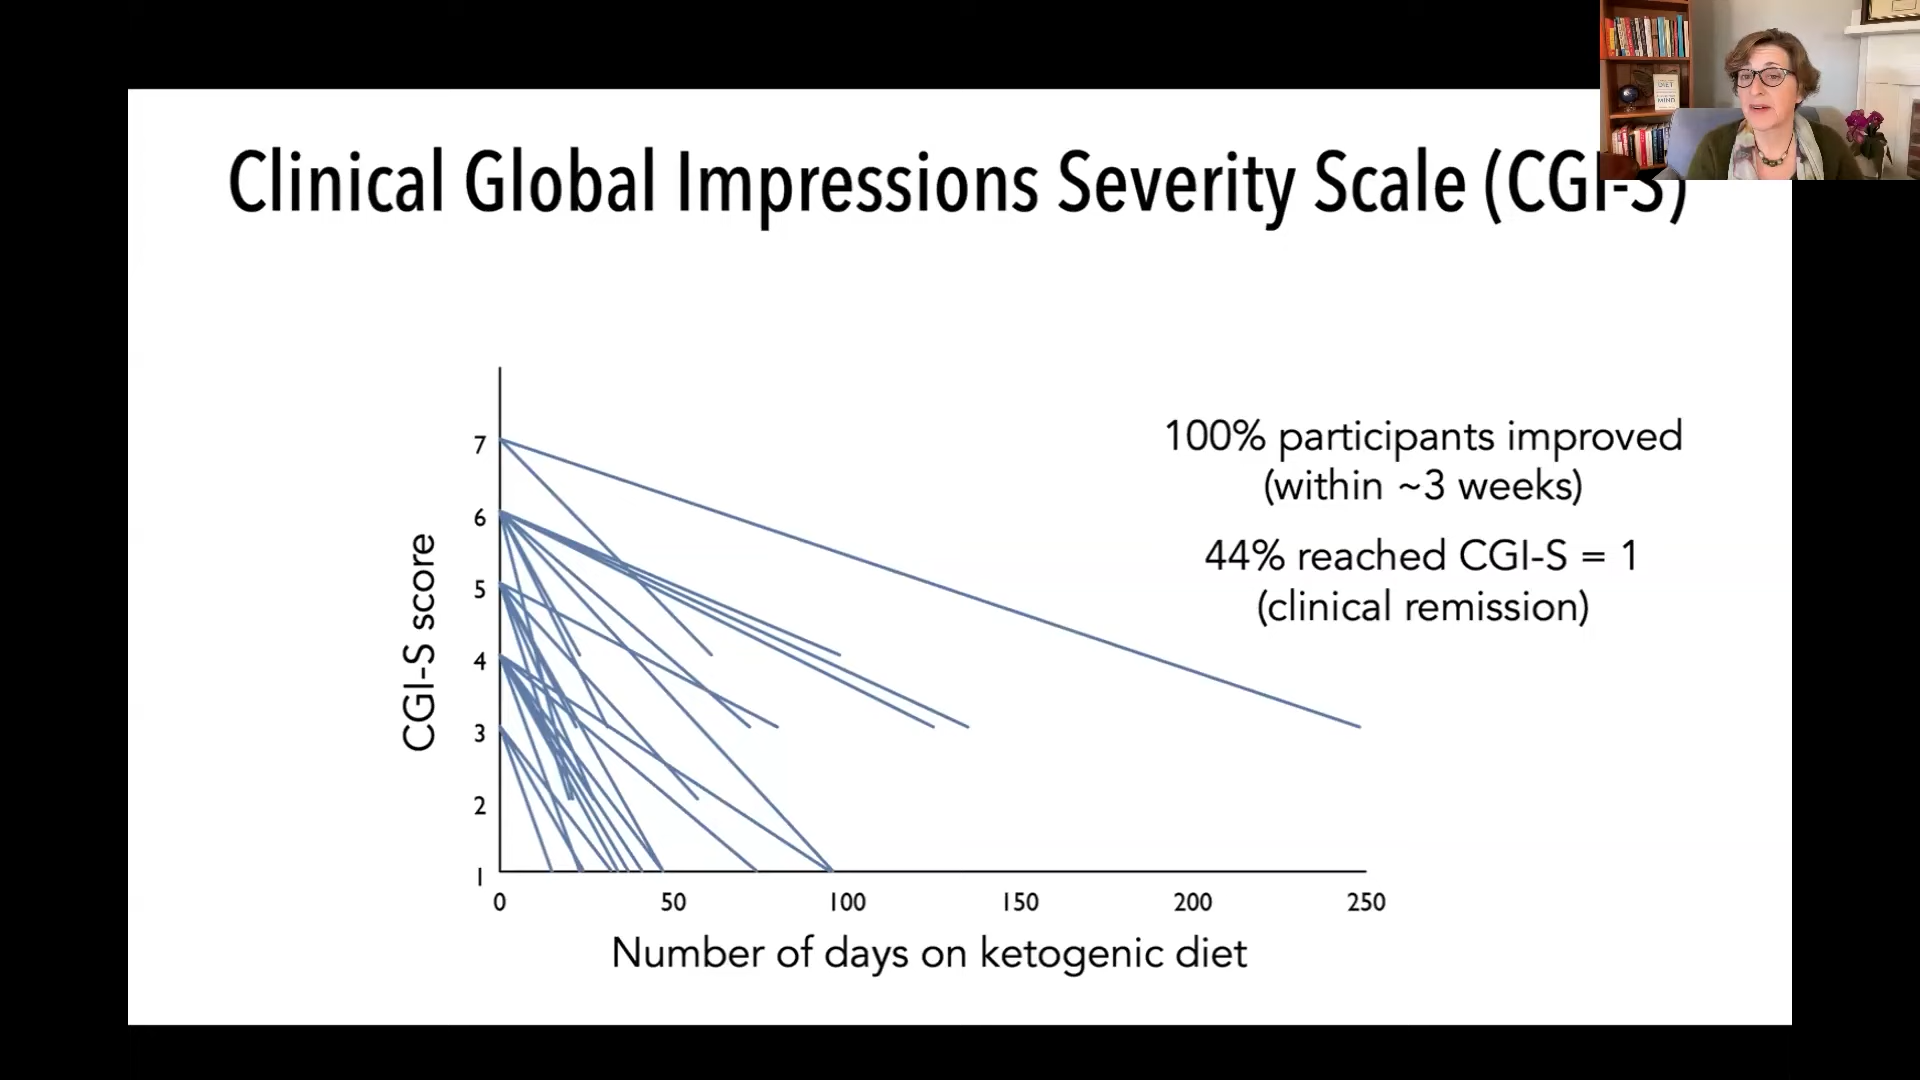 Clinical Global Impressions Severity Scale (CGI-S)
100% participants improved
(within ~3 weeks)
44% reached CGI-S = 1
(clinical remission)
CGI-S score
7
6
5
4
3
2
1
0 50 100 150 200 250
Number of days on ketogenic diet
DIET
MIND